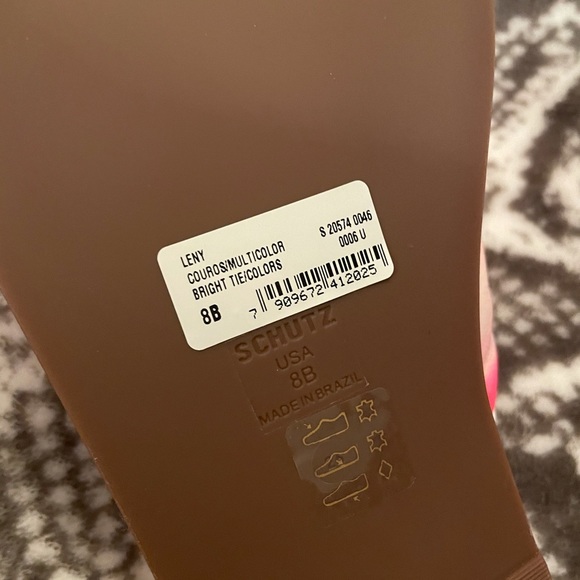 LENY
COUROS/MULTICOLOR
BRIGHT TIE/COLORS
8B
S 20574 0046
0006 U
7 909672 412025
SCHUTZ
USA
8B
MADE IN BRAZIL